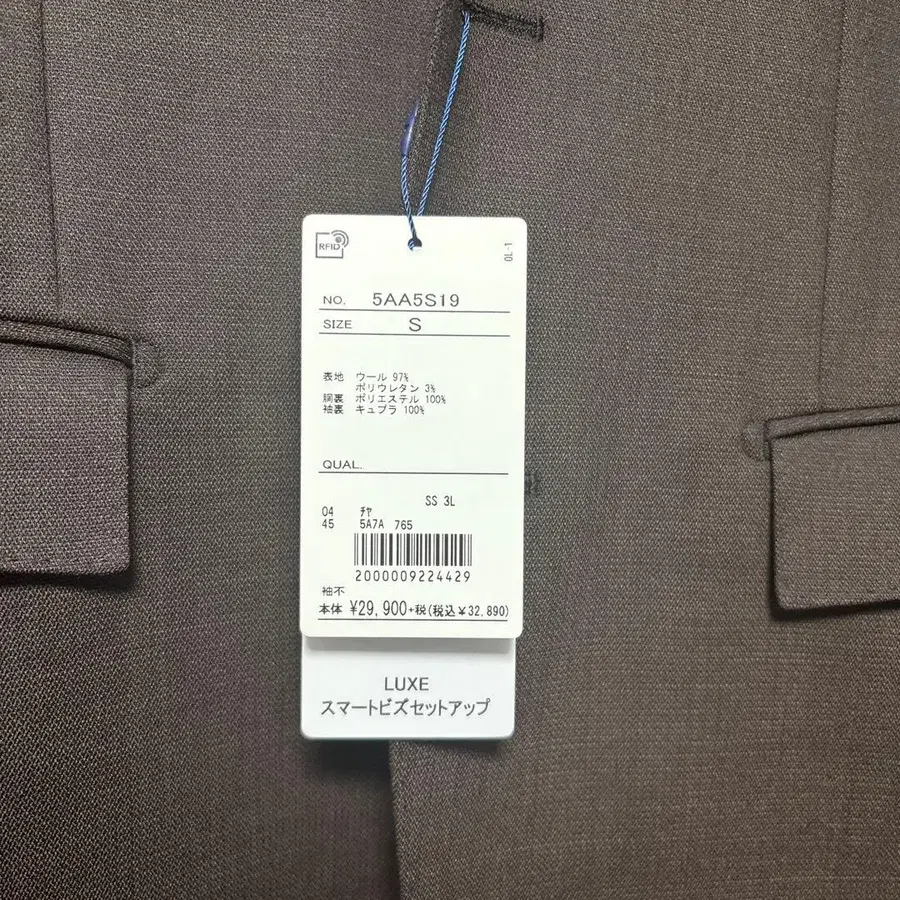 RFID
0L-1
NO. 5AA5S19
SIZE S
表地 ウール 97%
ポリウレタン 3%
胴裏 ポリエステル 100%
袖裏 キュプラ 100%
QUAL.
SS 3L
04 チヤ
45 5A7A 765
2000009224429
袖不
本体 ¥29,900+税(税込¥32,890)
LUXE
スマートビズセットアップ